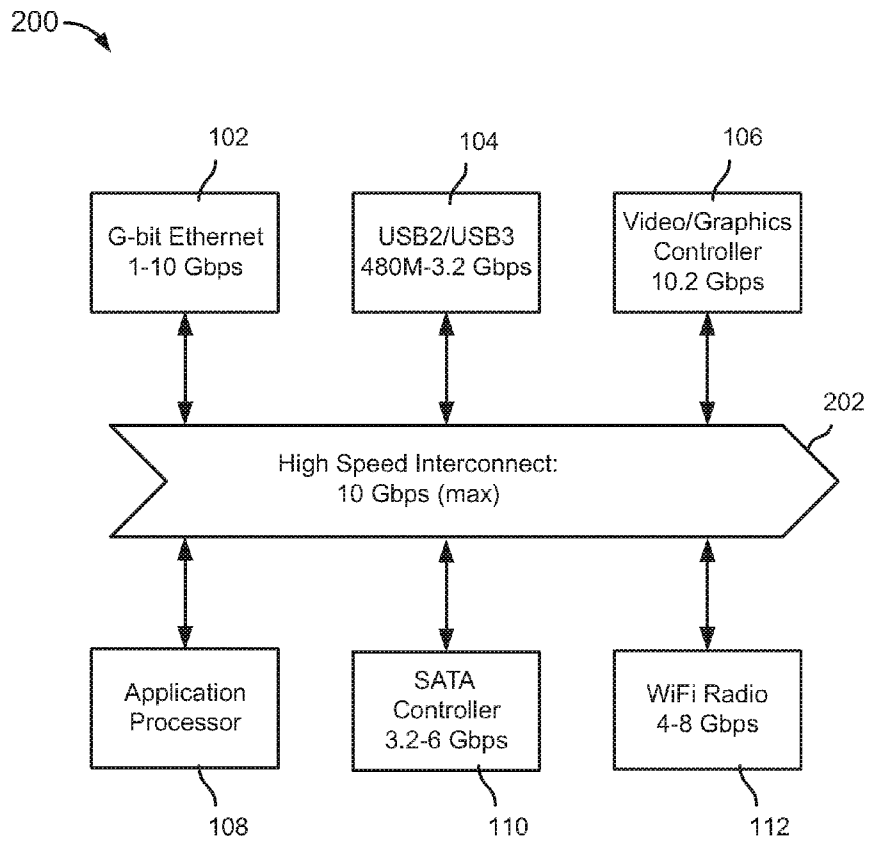 200
102
104
106
G-bit Ethernet
1-10 Gbps
USB2/USB3
480M-3.2 Gbps
Video/Graphics
Controller
10.2 Gbps
202
High Speed Interconnect:
10 Gbps (max)
Application
Processor
SATA
Controller
3.2-6 Gbps
WiFi Radio
4-8 Gbps
108
110
112